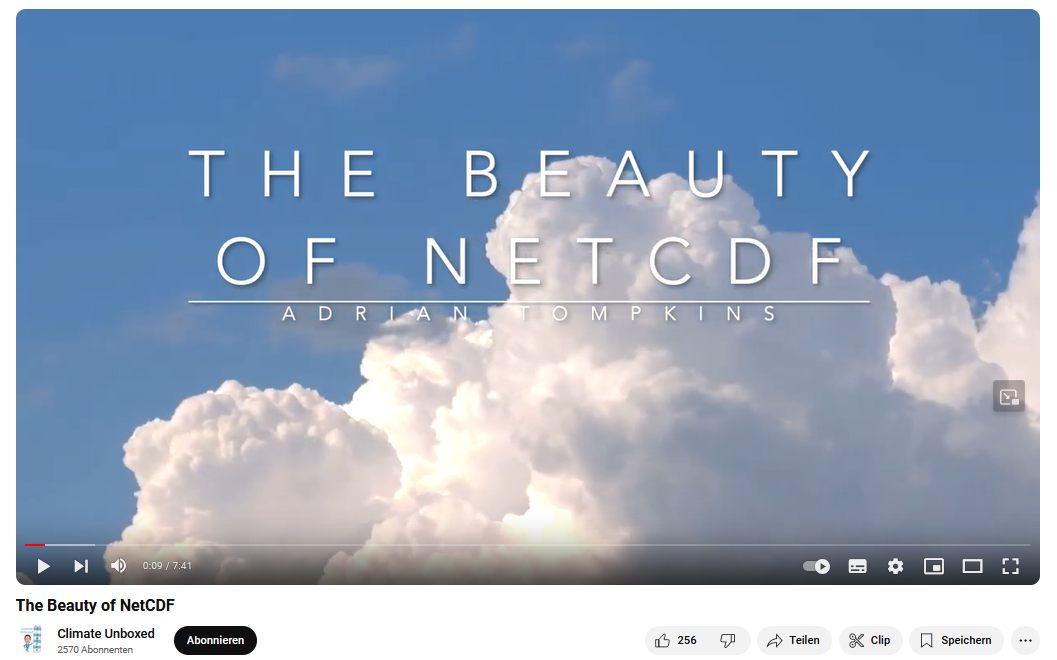 THE BEAUTY
OF NETCDF
ADRIAN TOMPKINS
0:09 / 7:41
The Beauty of NetCDF
Climate Unboxed
2570 Abonnenten
Abonnieren
256
Teilen
Clip
Speichern